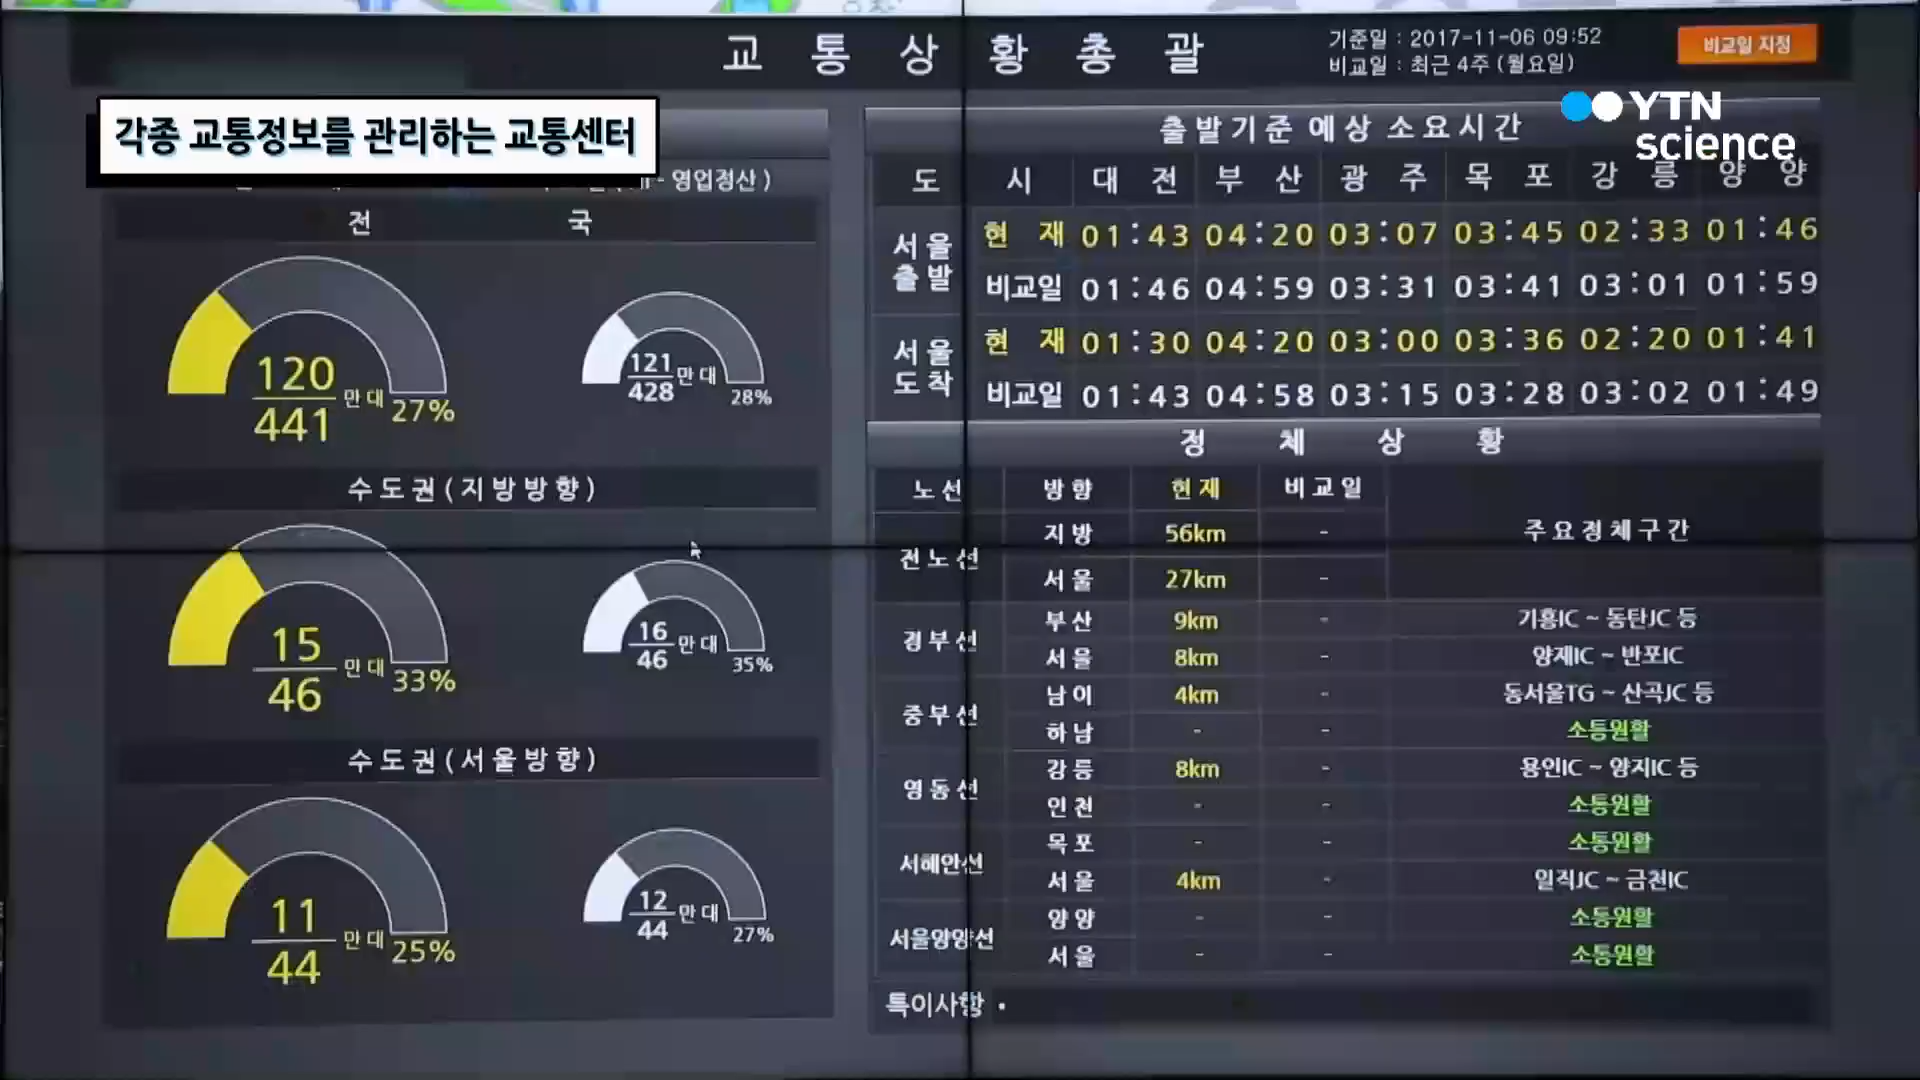 교 통 상 황 총 괄
기준일 : 2017-11-06 09:52
비교일 : 최근 4주 (월요일)
비교일 지정
YTN
science
각종 교통정보를 관리하는 교통센터
- 영업정산 )
전 국
120
441
만 대
27%
121
428
만 대
28%
수 도 권 ( 지 방 방 향 )
15
46
만 대
33%
16
46
만 대
35%
수 도 권 ( 서 울 방 향 )
11
44
만 대
25%
12
44
만 대
27%
출 발 기 준 예 상 소 요 시 간
도 시 대 전 부 산 광 주 목 포 강 릉 양 양
서 울 출 발
현 재 01:43 04:20 03:07 03:45 02:33 01:46
비교일 01:46 04:59 03:31 03:41 03:01 01:59
서 울 도 착
현 재 01:30 04:20 03:00 03:36 02:20 01:41
비교일 01:43 04:58 03:15 03:28 03:02 01:49
정 체 상 황
노 선 방 향 현 재 비 교 일 주 요 정 체 구 간
전 노 선
지 방 56km -
서 울 27km -
경 부 선
부 산 9km - 기흥IC ~ 동탄JC 등
서 울 8km - 양재IC ~ 반포IC
중 부 선
남 이 4km - 동서울TG ~ 산곡JC 등
하 남 - - 소통원활
영 동 선
강 릉 8km - 용인IC ~ 양지IC 등
인 천 - - 소통원활
서해안선
목 포 - - 소통원활
서 울 4km - 일직JC ~ 금천IC
서울양양선
양 양 - - 소통원활
서 울 - - 소통원활
특이사항 ·